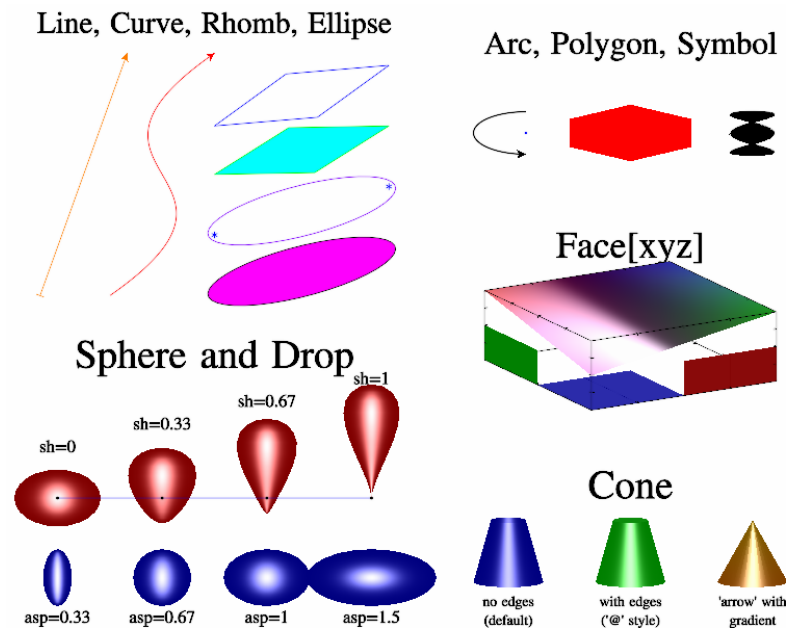 Line, Curve, Rhomb, Ellipse
Arc, Polygon, Symbol
Face[xyz]
Sphere and Drop
sh=0
sh=0.33
sh=0.67
sh=1
asp=0.33
asp=0.67
asp=1
asp=1.5
Cone
no edges
(default)
with edges
('@' style)
'arrow' with
gradient